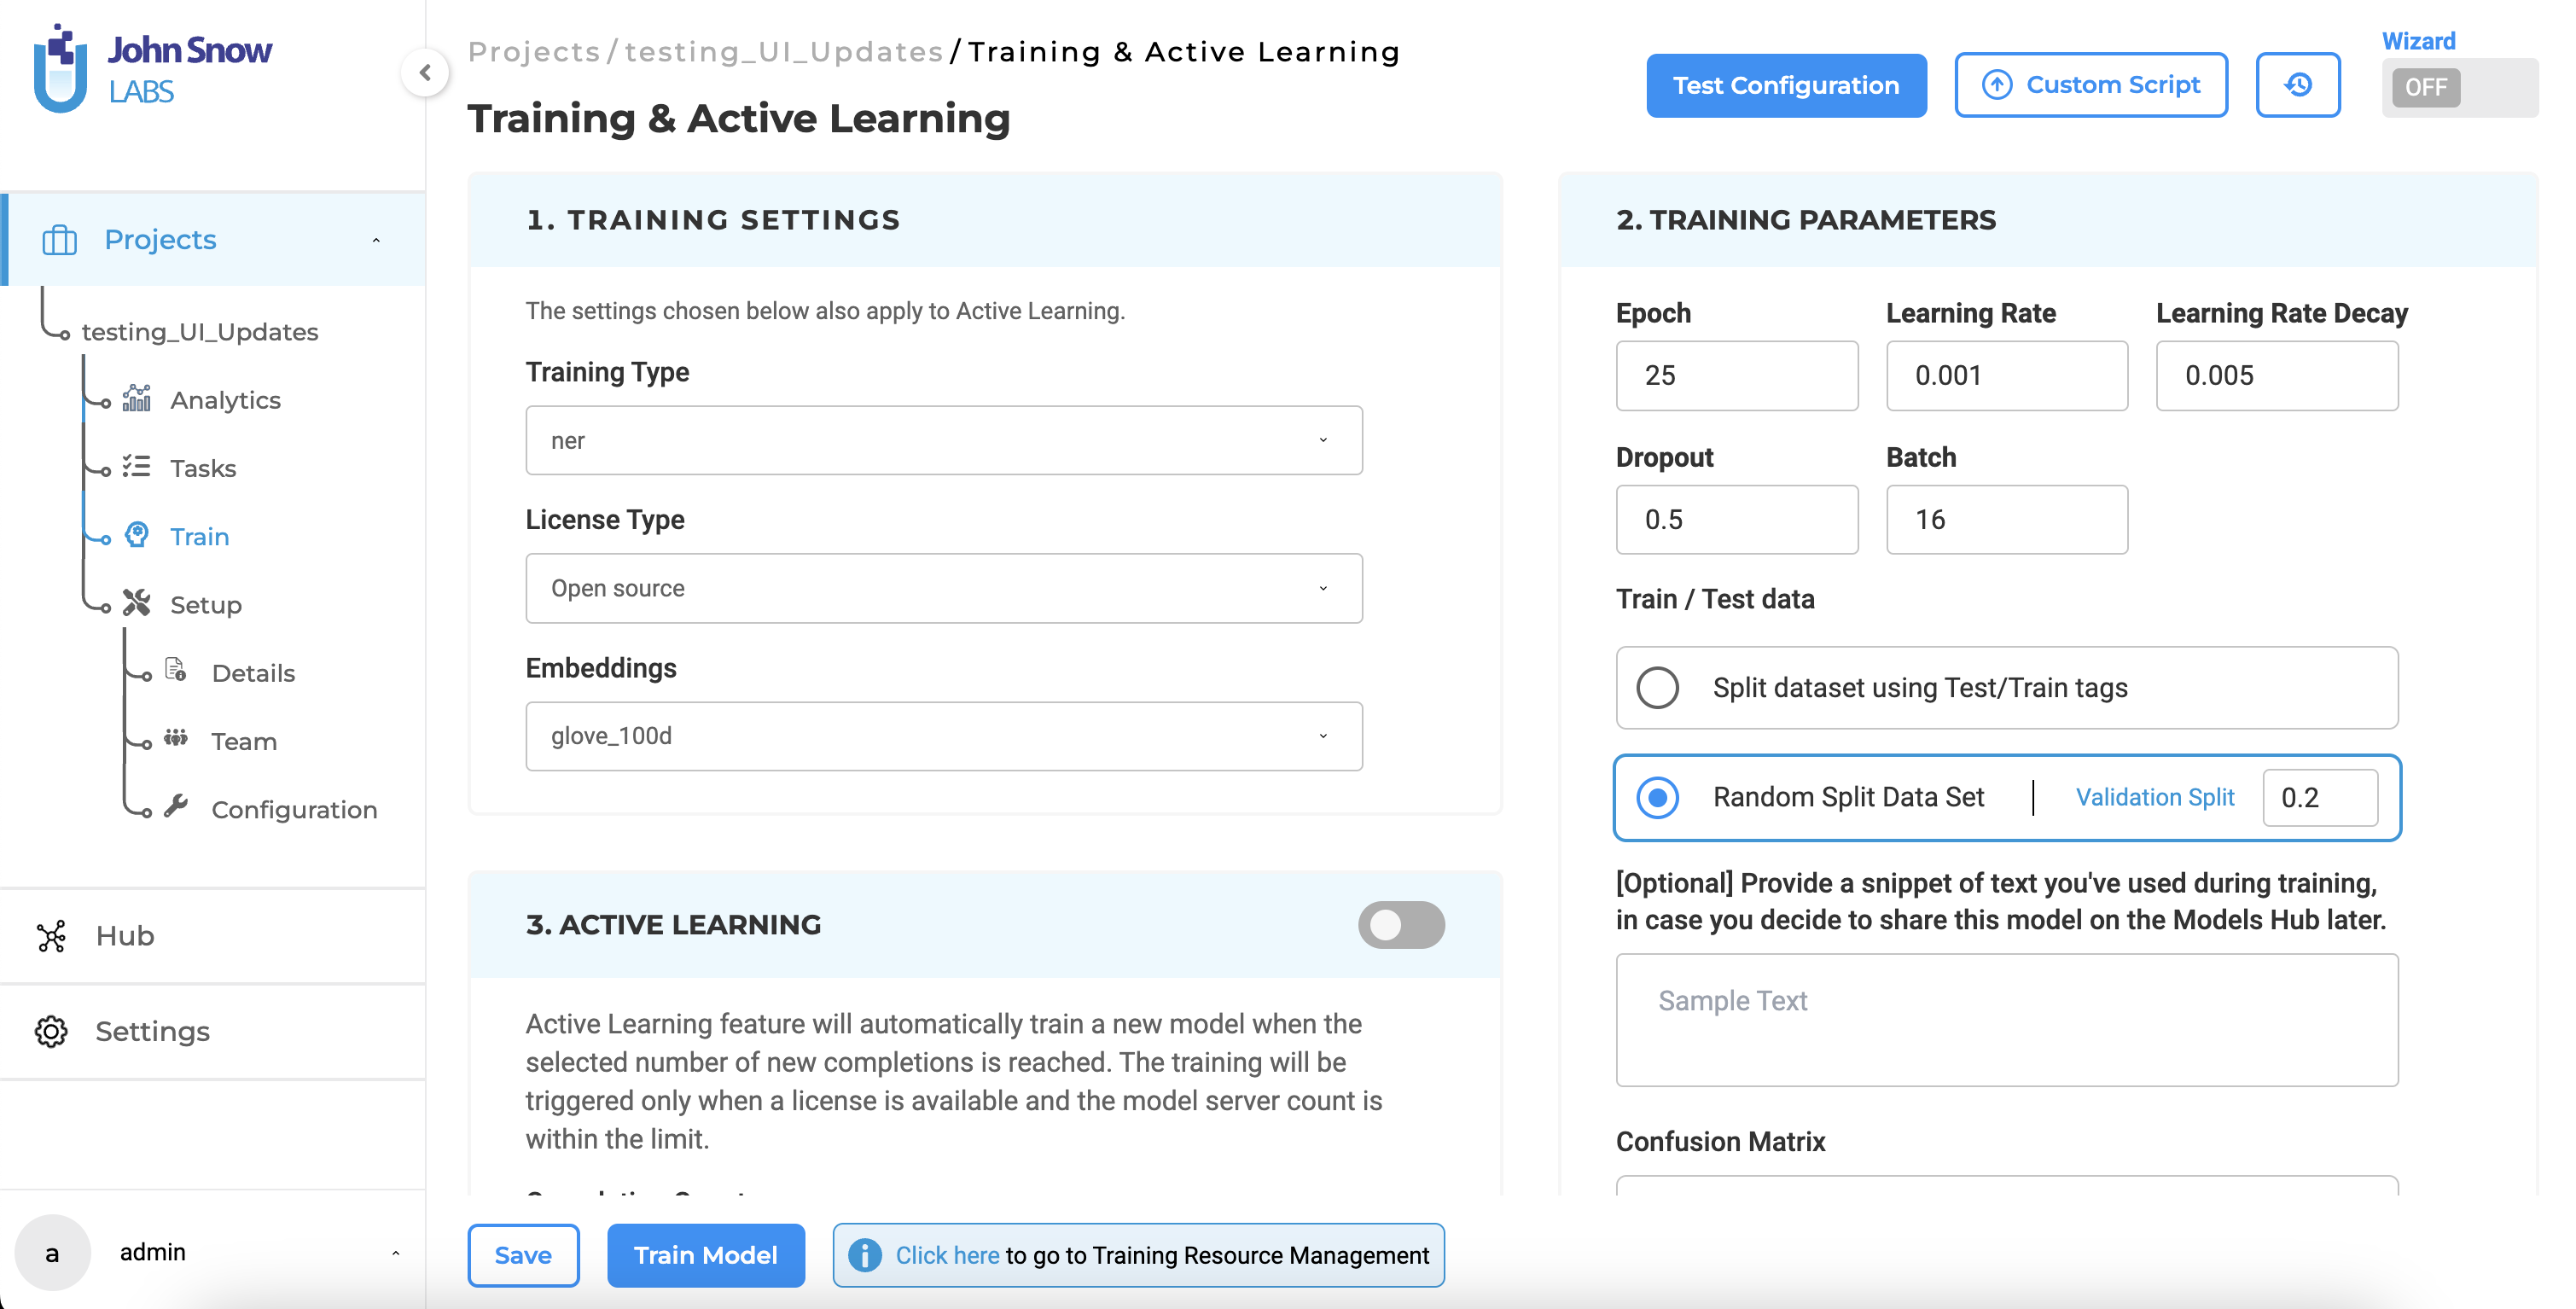 John Snow
LABS
Projects
testing_UI_Updates
Analytics
Tasks
Train
Setup
Details
Team
Configuration
Hub
Settings
a
admin
Projects/testing_UI_Updates/Training & Active Learning
Training & Active Learning
Test Configuration
Custom Script
Wizard
OFF
1. TRAINING SETTINGS
The settings chosen below also apply to Active Learning.
Training Type
ner
License Type
Open source
Embeddings
glove_100d
2. TRAINING PARAMETERS
Epoch
Learning Rate
Learning Rate Decay
25
0.001
0.005
Dropout
Batch
0.5
16
Train / Test data
Split dataset using Test/Train tags
Random Split Data Set
Validation Split
0.2
[Optional] Provide a snippet of text you've used during training,
in case you decide to share this model on the Models Hub later.
Sample Text
Confusion Matrix
3. ACTIVE LEARNING
Active Learning feature will automatically train a new model when the
selected number of new completions is reached. The training will be
triggered only when a license is available and the model server count is
within the limit.
Save
Train Model
Click here to go to Training Resource Management